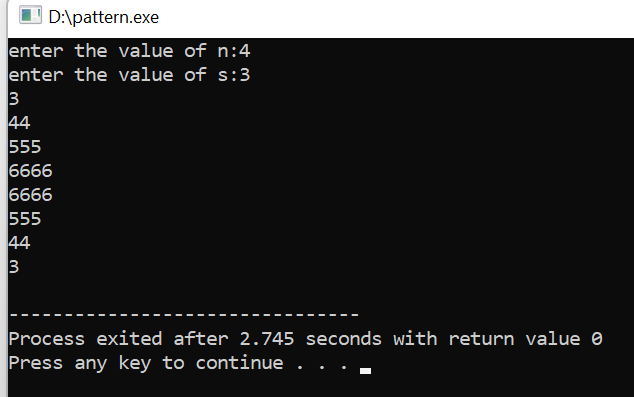 D:\pattern.exe
enter the value of n:4
enter the value of s:3
3
44
555
6666
6666
555
44
3
--------------------------------
Process exited after 2.745 seconds with return value 0
Press any key to continue . . .